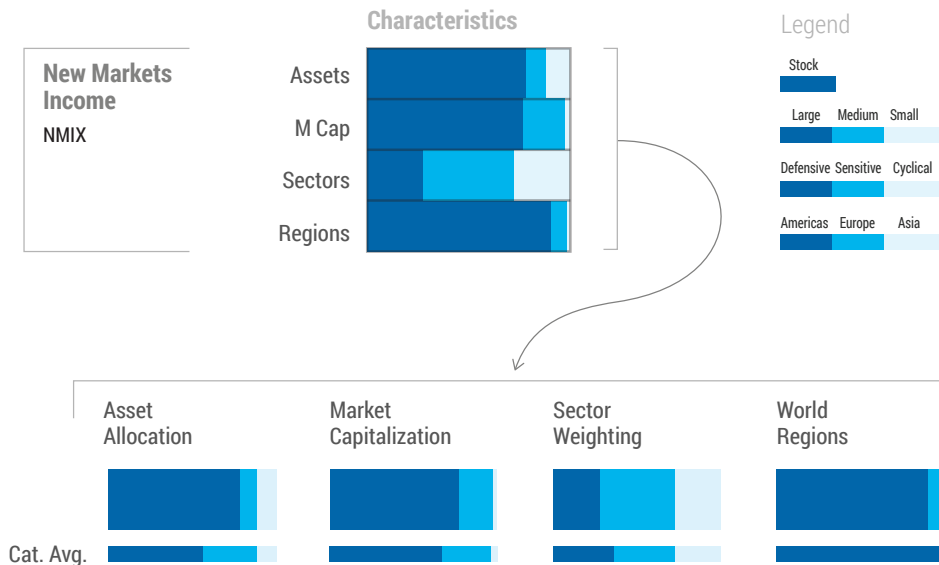 Characteristics
Legend
New Markets
Income
NMIX
Assets
M Cap
Sectors
Regions
Stock
Large Medium Small
Defensive Sensitive Cyclical
Americas Europe Asia
Asset
Allocation
Market
Capitalization
Sector
Weighting
World
Regions
Cat. Avg.